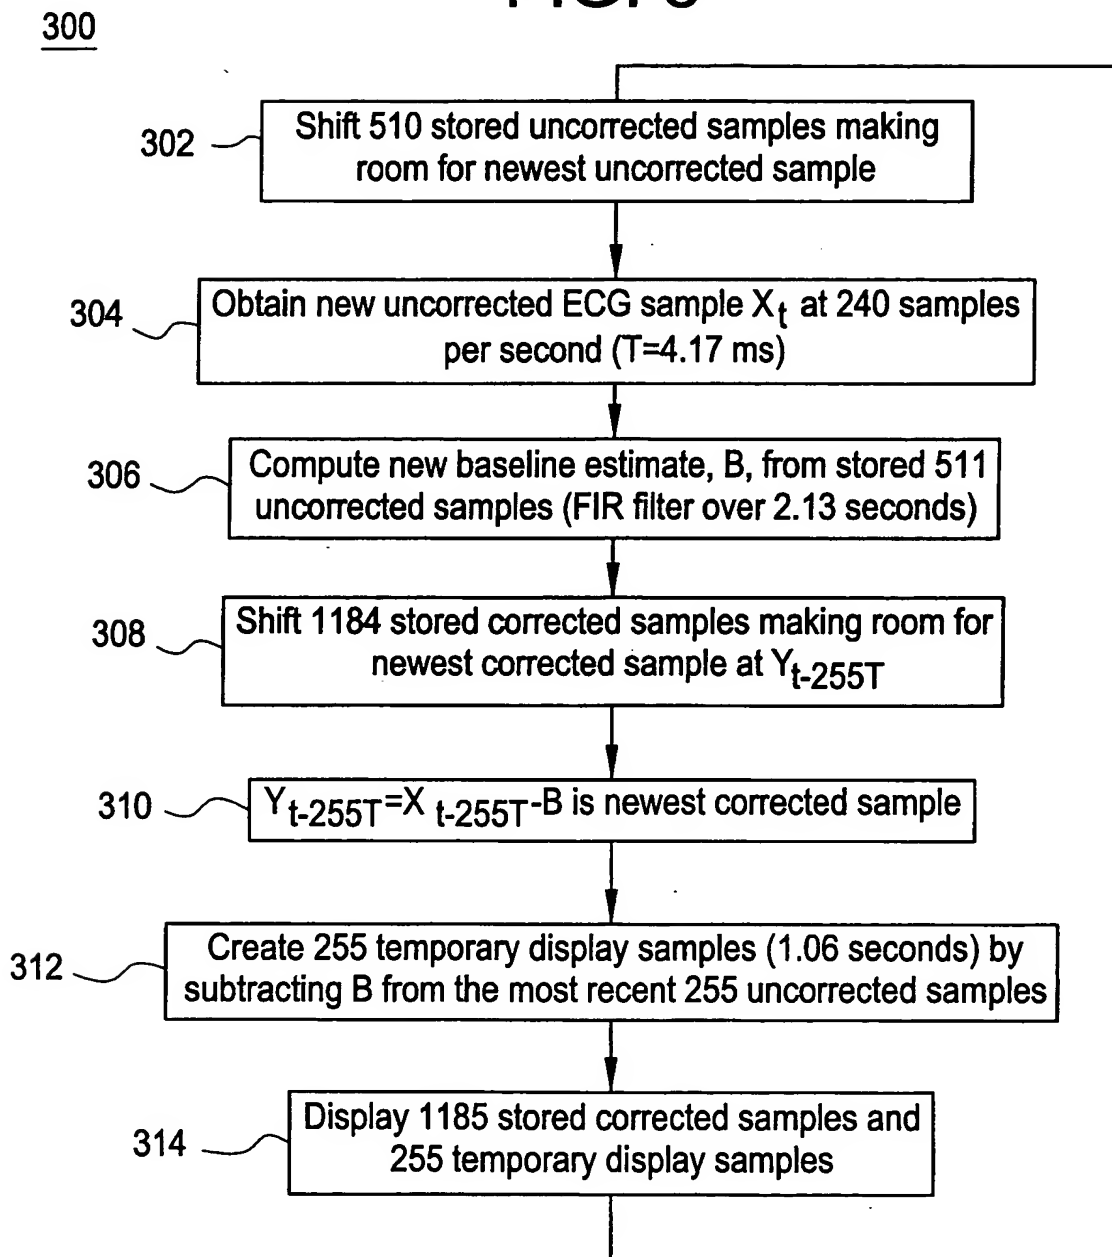 300
302
Shift 510 stored uncorrected samples making
room for newest uncorrected sample
304
Obtain new uncorrected ECG sample Xt at 240 samples
per second (T=4.17 ms)
306
Compute new baseline estimate, B, from stored 511
uncorrected samples (FIR filter over 2.13 seconds)
308
Shift 1184 stored corrected samples making room for
newest corrected sample at Yt-255T
310
Yt-255T=X t-255T-B is newest corrected sample
312
Create 255 temporary display samples (1.06 seconds) by
subtracting B from the most recent 255 uncorrected samples
314
Display 1185 stored corrected samples and
255 temporary display samples